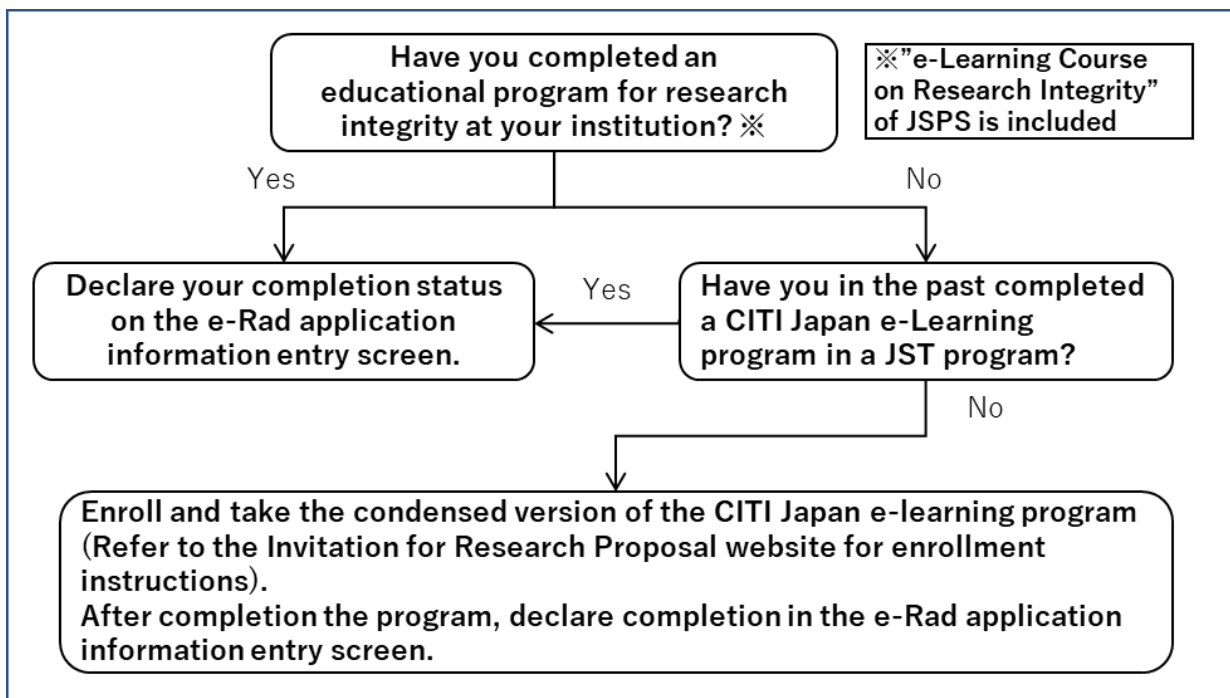 Have you completed an
educational program for research
integrity at your institution? ※
※”e-Learning Course
on Research Integrity”
of JSPS is included
Yes
No
Declare your completion status
on the e-Rad application
information entry screen.
Yes
Have you in the past completed
a CITI Japan e-Learning
program in a JST program?
No
Enroll and take the condensed version of the CITI Japan e-learning program
(Refer to the Invitation for Research Proposal website for enrollment
instructions).
After completion the program, declare completion in the e-Rad application
information entry screen.